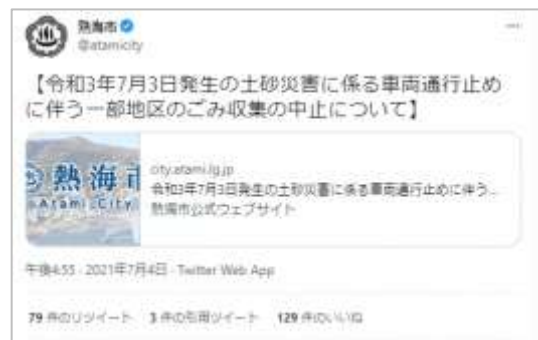 熱海市
@atamicity
【令和3年7月3日発生の土砂災害に係る車両通行止め
に伴う一部地区のごみ収集の中止について】
熱海市
Atami City
city.atami.lg.jp
令和3年7月3日発生の土砂災害に係る車両通行止めに伴う...
熱海市公式ウェブサイト
午後4:55 · 2021年7月4日 · Twitter Web App
79 件のリツイート 3 件の引用ツイート 129 件のいいね